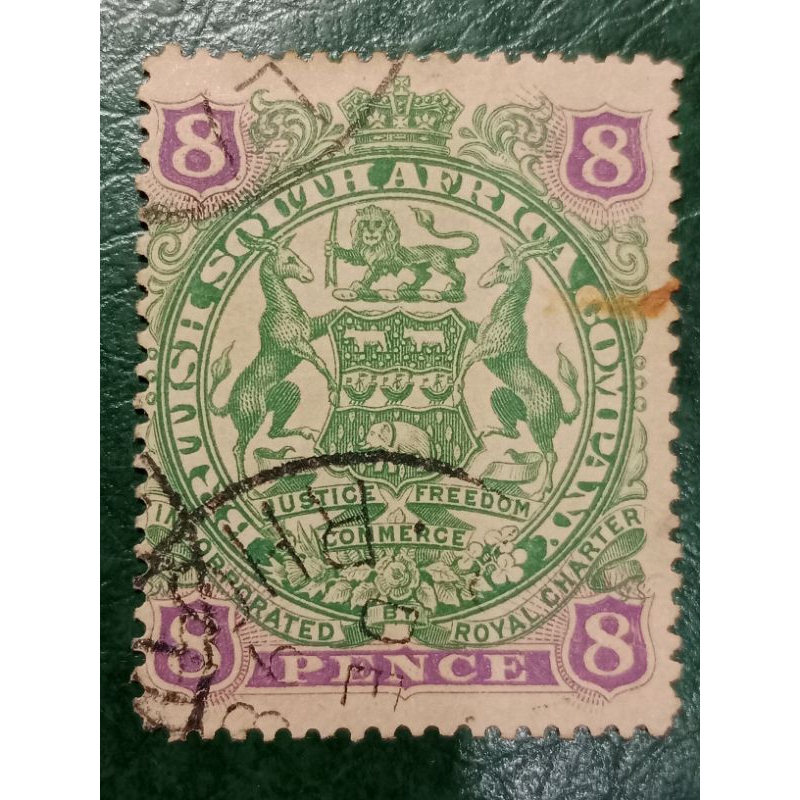 8 8
BRITISH SOUTH AFRICA COMPANY.
JUSTICE FREEDOM
COMMERCE
INCORPORATED BY ROYAL CHARTER
8 PENCE 8